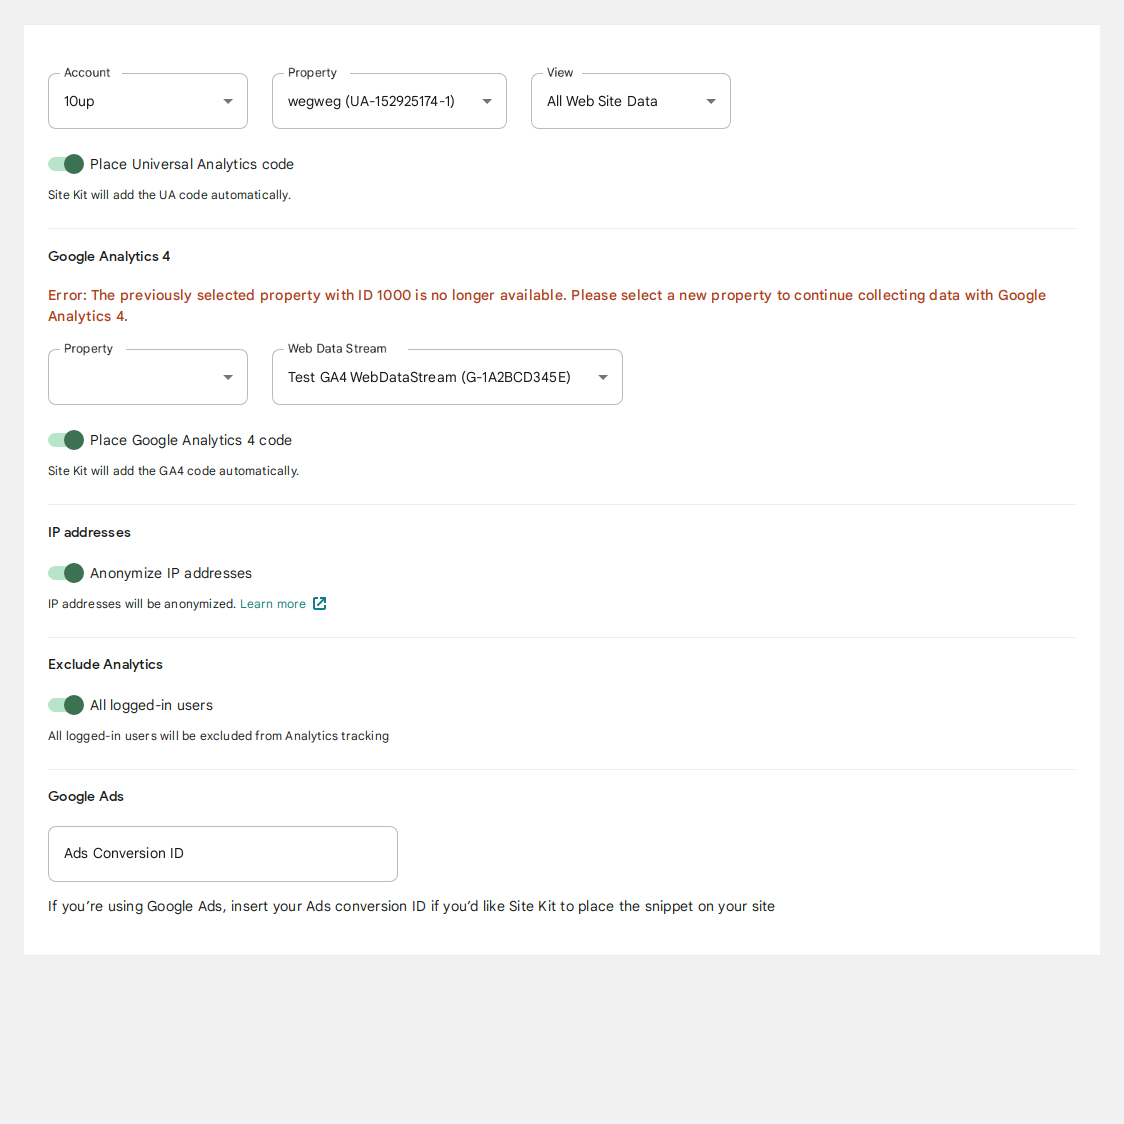 Account
Property
View
10up
wegweg (UA-152925174-1)
All Web Site Data
Place Universal Analytics code
Site Kit will add the UA code automatically.
Google Analytics 4
Error: The previously selected property with ID 1000 is no longer available. Please select a new property to continue collecting data with Google
Analytics 4.
Property
Web Data Stream
Test GA4 WebDataStream (G-1A2BCD345E)
Place Google Analytics 4 code
Site Kit will add the GA4 code automatically.
IP addresses
Anonymize IP addresses
IP addresses will be anonymized. Learn more
Exclude Analytics
All logged-in users
All logged-in users will be excluded from Analytics tracking
Google Ads
Ads Conversion ID
If you’re using Google Ads, insert your Ads conversion ID if you’d like Site Kit to place the snippet on your site